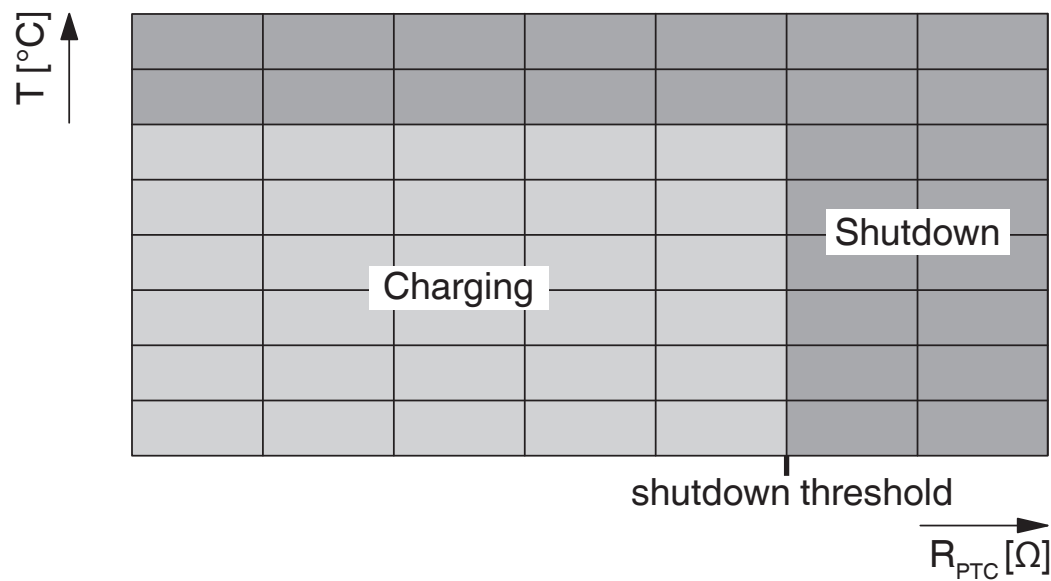 T [°C]
Shutdown
Charging
shutdown threshold
R_PTC [Ω]